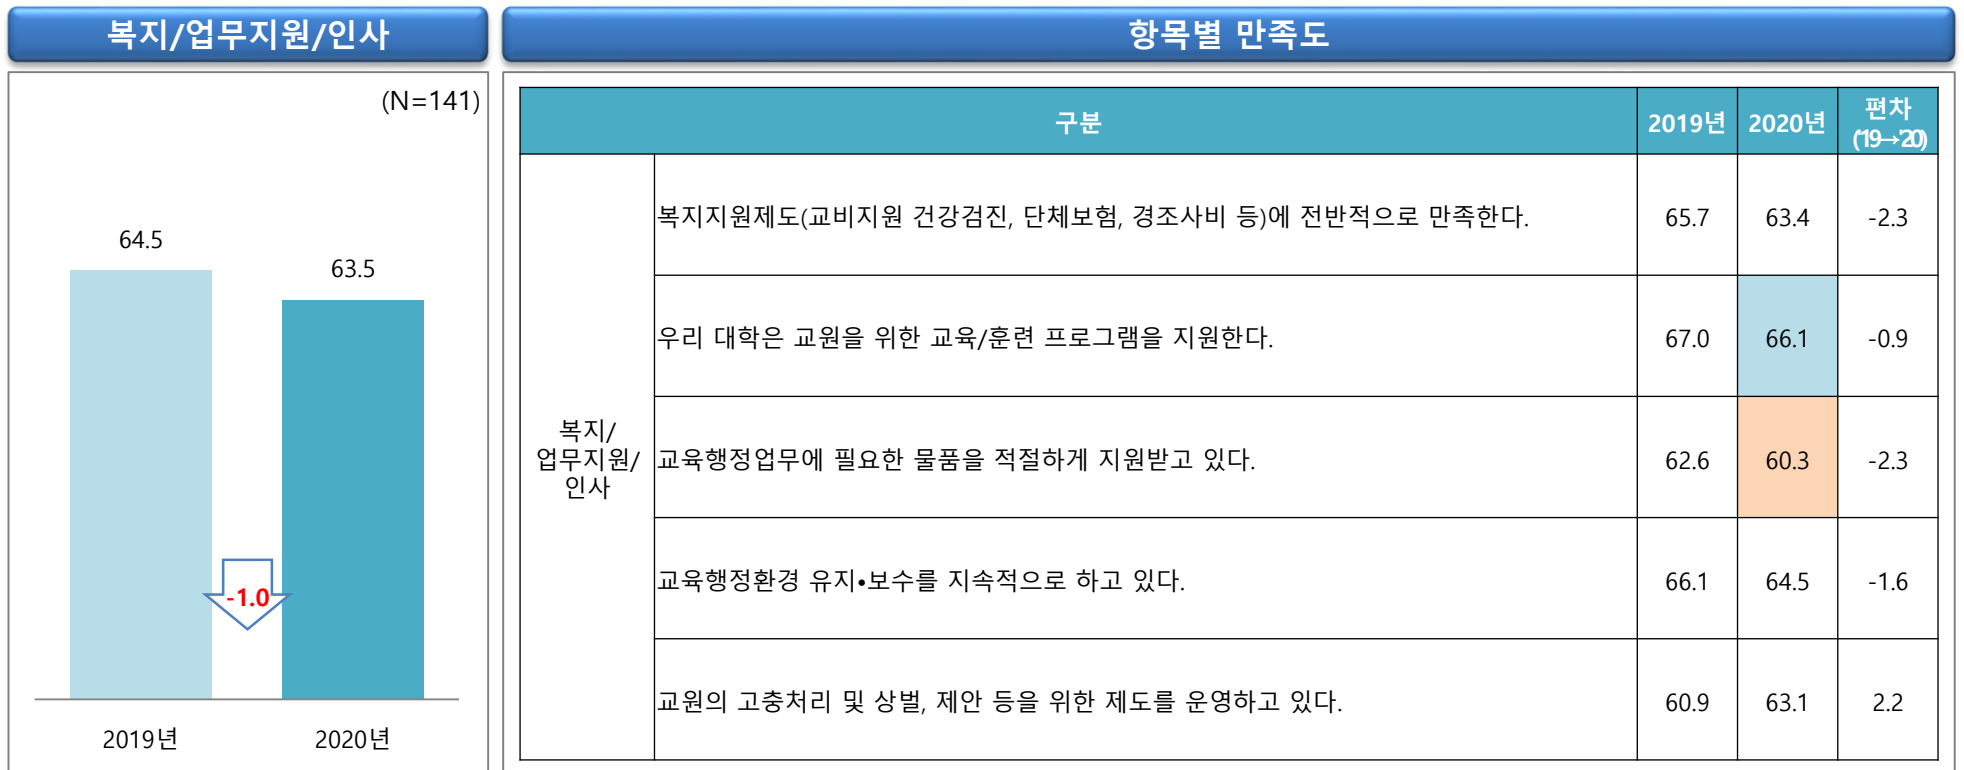 복지/업무지원/인사
(N=141)
64.5
63.5
-1.0
2019년
2020년
항목별 만족도
구분
2019년
2020년
편차
('19→'20)
복지/
업무지원/
인사
복지지원제도(교비지원 건강검진, 단체보험, 경조사비 등)에 전반적으로 만족한다.
65.7
63.4
-2.3
우리 대학은 교원을 위한 교육/훈련 프로그램을 지원한다.
67.0
66.1
-0.9
교육행정업무에 필요한 물품을 적절하게 지원받고 있다.
62.6
60.3
-2.3
교육행정환경 유지•보수를 지속적으로 하고 있다.
66.1
64.5
-1.6
교원의 고충처리 및 상벌, 제안 등을 위한 제도를 운영하고 있다.
60.9
63.1
2.2